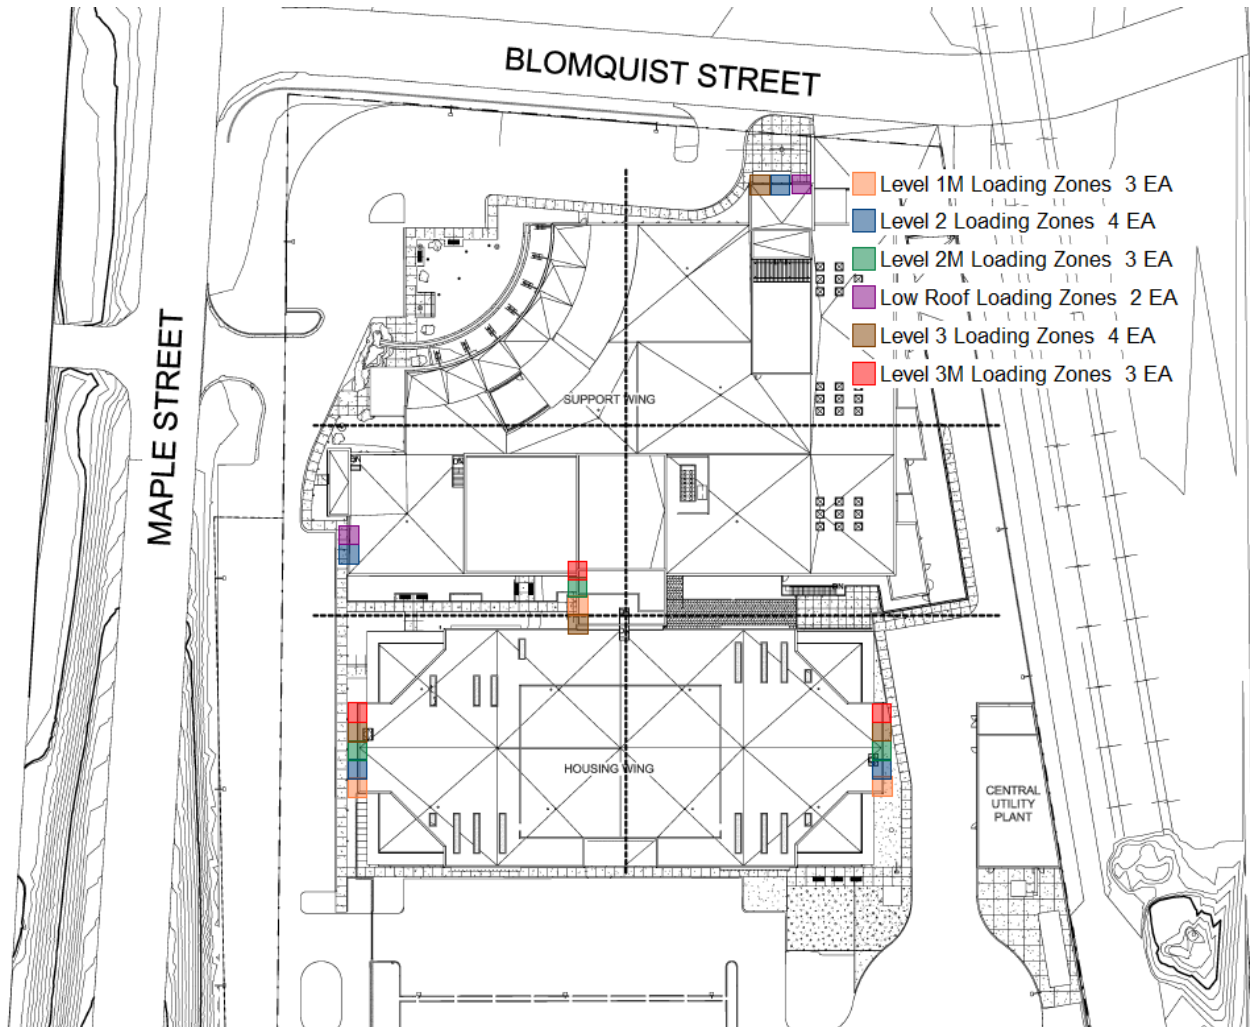 BLOMQUIST STREET
Level 1M Loading Zones 3 EA
Level 2 Loading Zones 4 EA
Level 2M Loading Zones 3 EA
Low Roof Loading Zones 2 EA
Level 3 Loading Zones 4 EA
Level 3M Loading Zones 3 EA
MAPLE STREET
SUPPORT WING
HOUSING WING
CENTRAL
UTILITY
PLANT